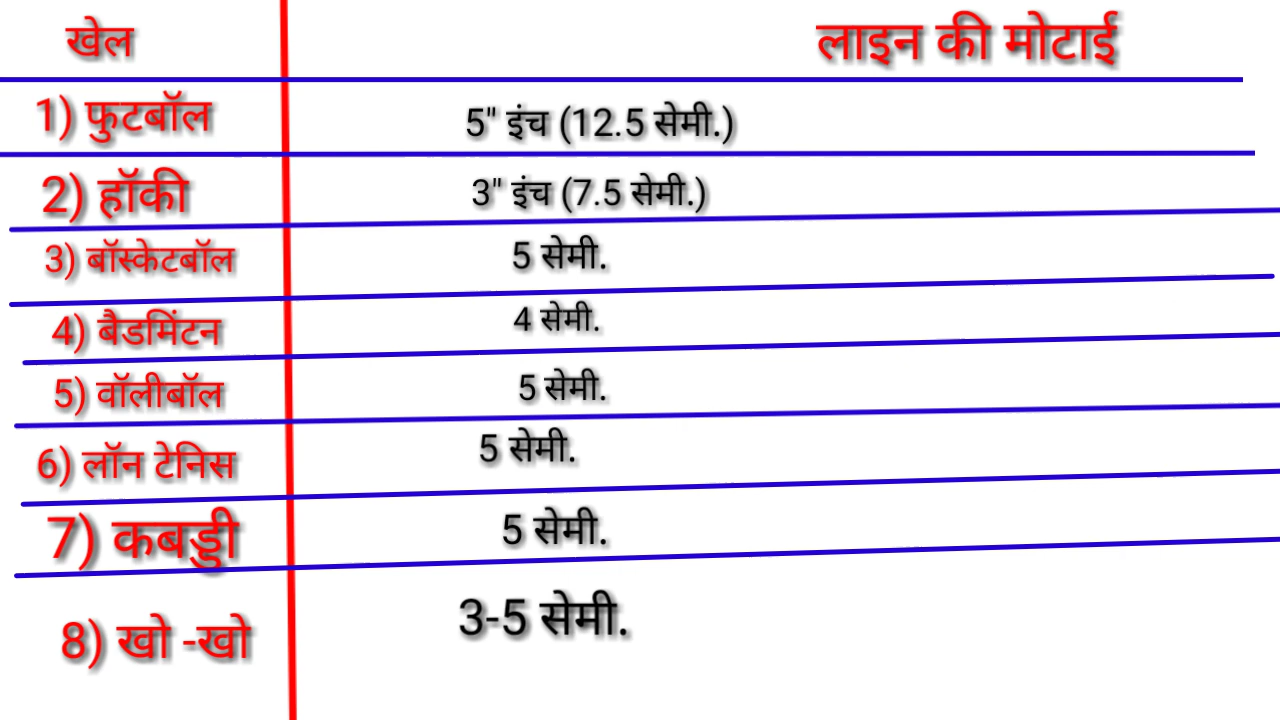 खेल लाइन की मोटाई
1) फुटबॉल 5" इंच (12.5 सेमी.)
2) हॉकी 3" इंच (7.5 सेमी.)
3) बॉस्केटबॉल 5 सेमी.
4) बैडमिंटन 4 सेमी.
5) वॉलीबॉल 5 सेमी.
6) लॉन टेनिस 5 सेमी.
7) कबड्डी 5 सेमी.
8) खो -खो 3-5 सेमी.